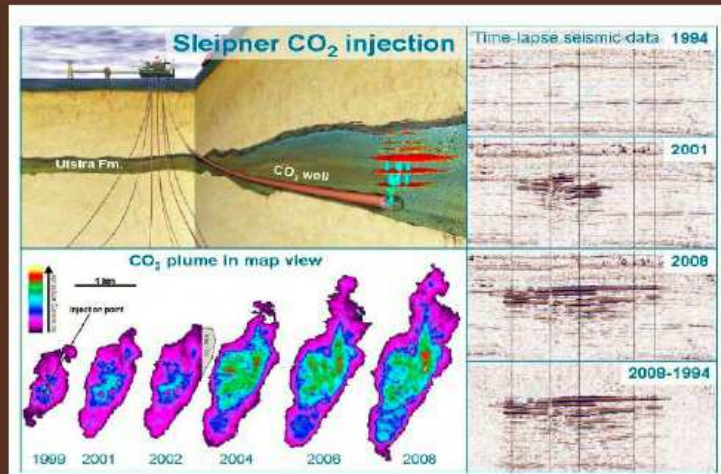 Sleipner CO₂ injection
Utsira Fm.
CO₂ well
Time-lapse seismic data 1994
2001
2008
2008-1994
CO₂ plume in map view
1 km
Injection point
1999
2001
2002
2004
2006
2008